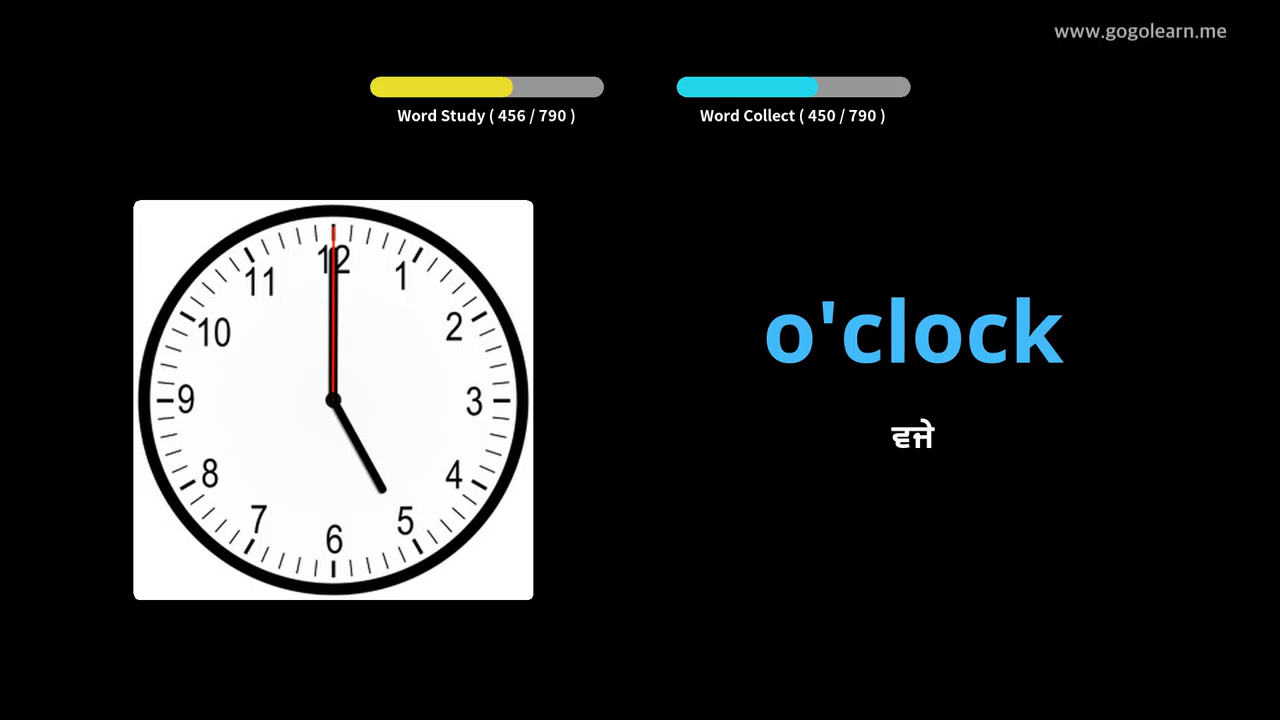 www.gogolearn.me
Word Study ( 456 / 790 )
Word Collect ( 450 / 790 )
12
11
1
10
2
9
3
8
4
7
5
6
o'clock
ਵਜੇ